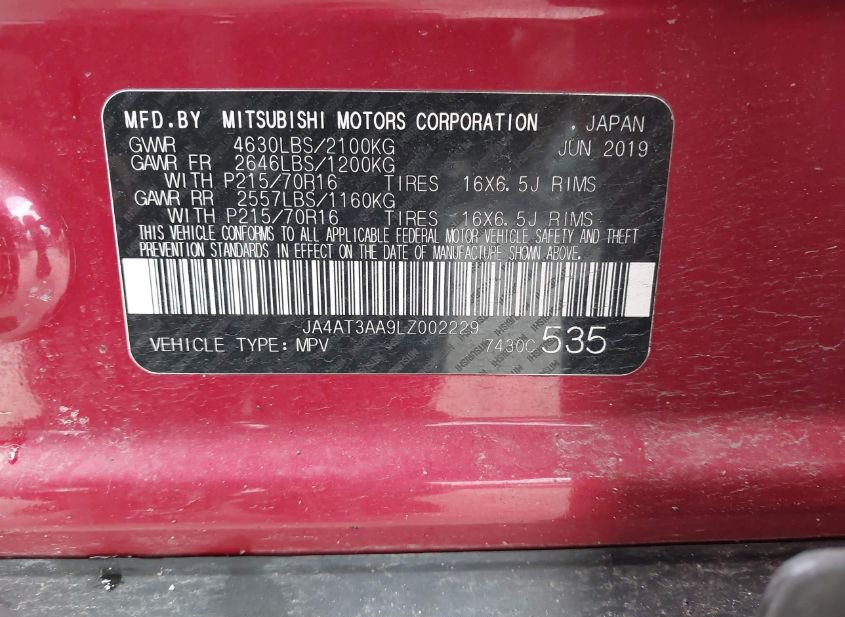 MFD.BY MITSUBISHI MOTORS CORPORATION . JAPAN
GVWR 4630LBS/2100KG JUN 2019
GAWR FR 2646LBS/1200KG
WITH P215/70R16 TIRES 16X6.5J RIMS
GAWR RR 2557LBS/1160KG
WITH P215/70R16 TIRES 16X6.5J RIMS
THIS VEHICLE CONFORMS TO ALL APPLICABLE FEDERAL MOTOR VEHICLE SAFETY AND THEFT
PREVENTION STANDARDS IN EFFECT ON THE DATE OF MANUFACTURE SHOWN ABOVE.
JA4AT3AA9LZ002229
VEHICLE TYPE: MPV 7430C 535